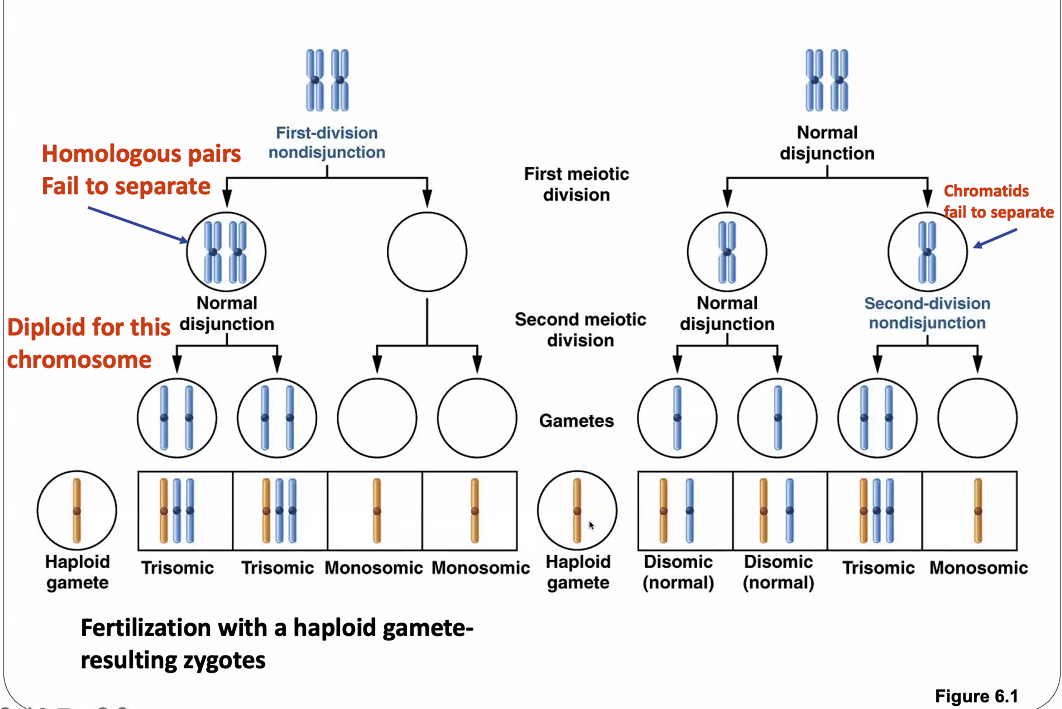 First-division
nondisjunction
Normal
disjunction
Homologous pairs
Fail to separate
First meiotic
division
Chromatids
fail to separate
Normal
disjunction
Diploid for this
chromosome
Second meiotic
division
Normal
disjunction
Second-division
nondisjunction
Gametes
Haploid
gamete
Trisomic
Trisomic
Monosomic
Monosomic
Haploid
gamete
Disomic
(normal)
Disomic
(normal)
Trisomic
Monosomic
Fertilization with a haploid gamete-
resulting zygotes
Figure 6.1